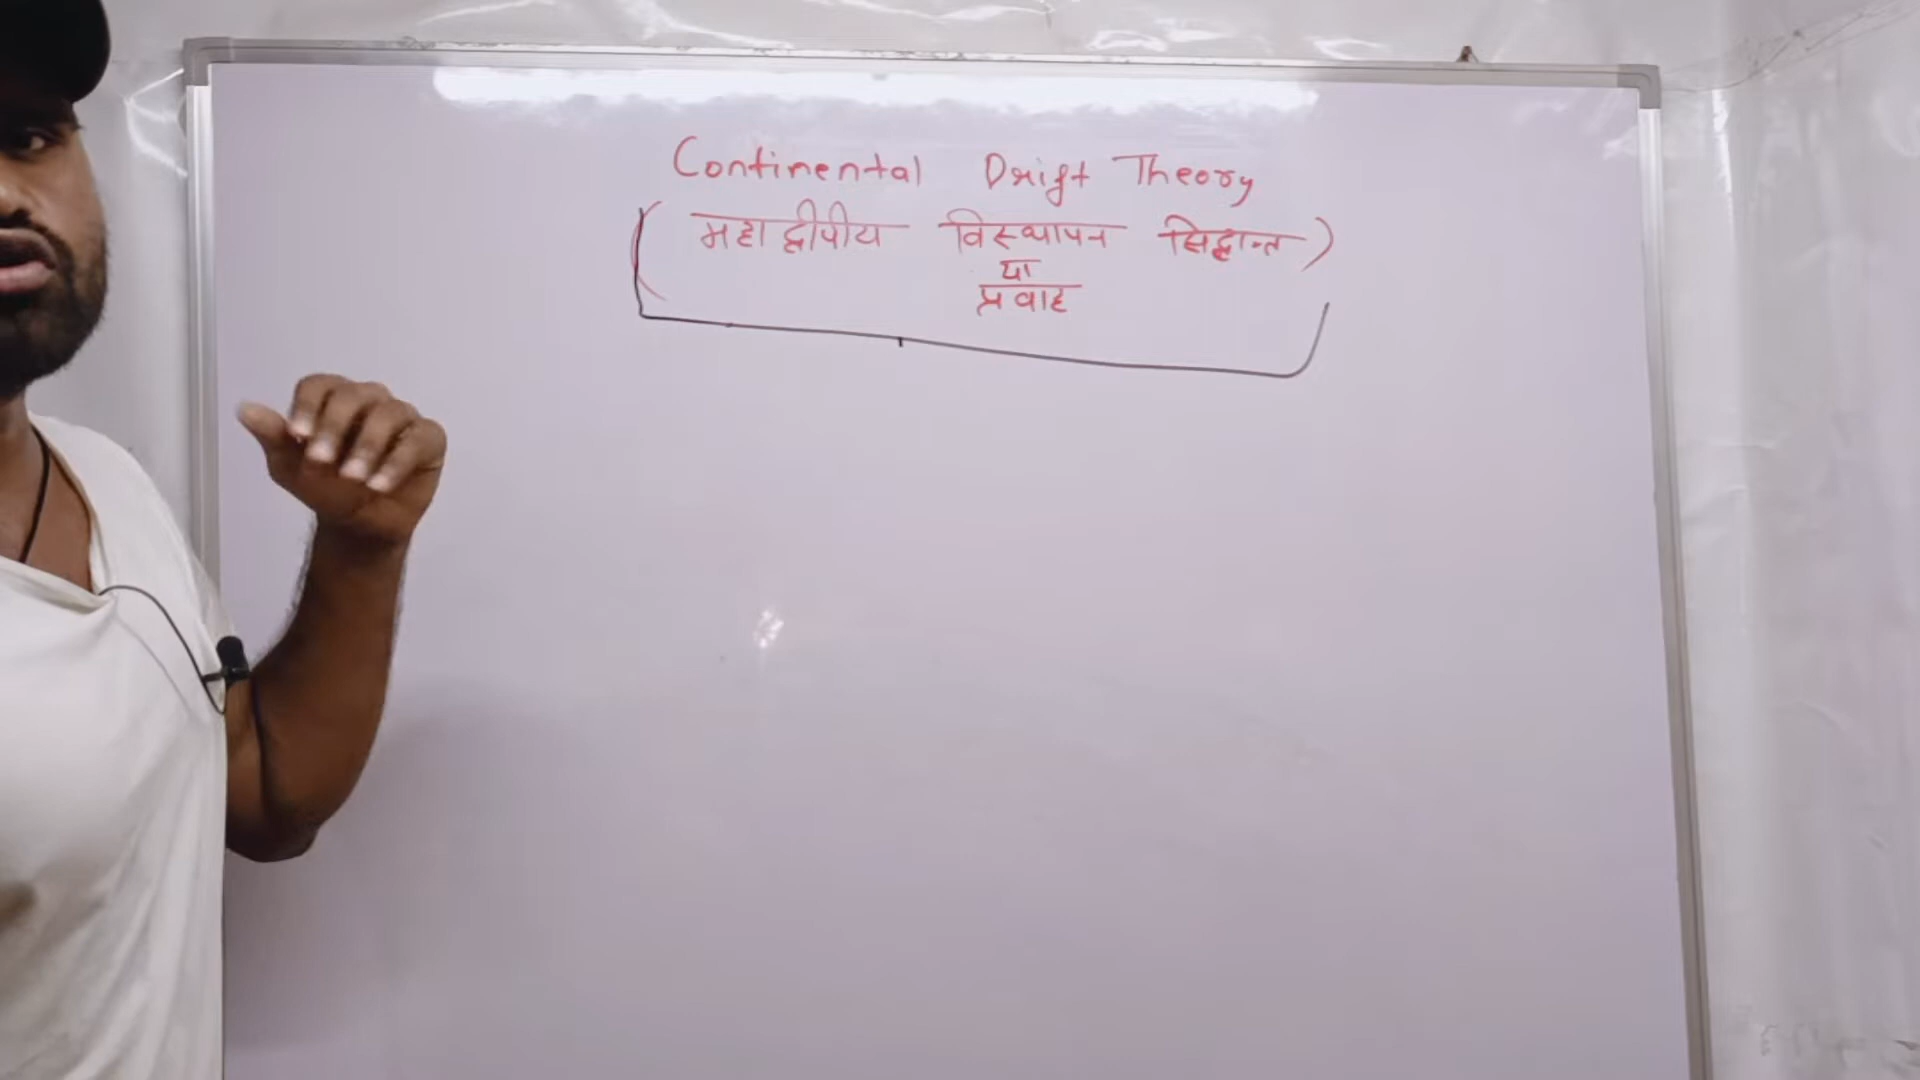 Continental Drift Theory
(महाद्वीपीय विस्थापन सिद्धान्त)
या
प्रवाह